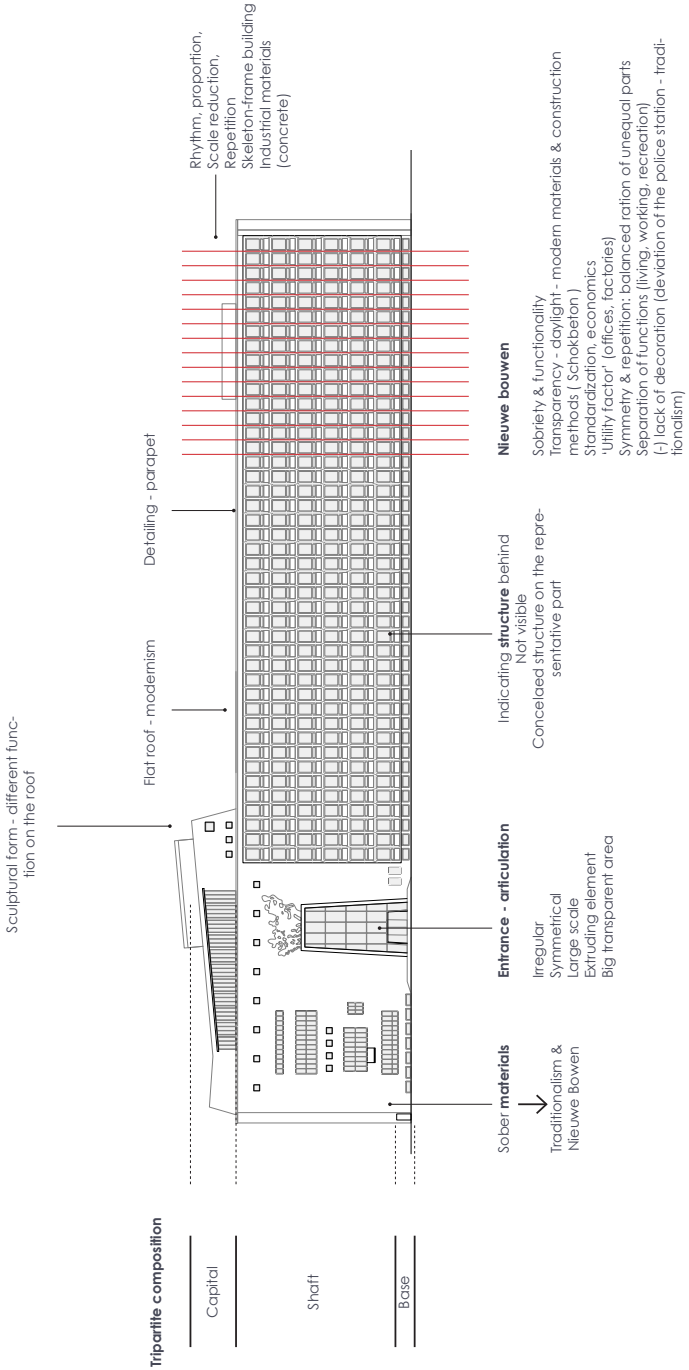 Tripartite composition
Capital
Shaft
Base
Sculptural form - different func-
tion on the roof
Flat roof - modernism
Detailing - parapet
Rhythm, proportion,
Scale reduction,
Repetition
Skeleton-frame building
Industrial materials
(concrete)
Sober materials
Traditionalism &
Nieuwe Bowen
Entrance - articulation
Irregular
Symmetrical
Large scale
Extruding element
Big transparent area
Indicating structure behind
Not visible
Concelaed structure on the repre-
sentative part
Nieuwe bouwen
Sobriety & functionality
Transparency - daylight - modern materials & construction
methods ( Schokbeton )
Standardization, economics
'Utility factor' (offices, factories)
Symmetry & repetition: balanced ration of unequal parts
Separation of functions (living, working, recreation)
(-) lack of decoration (deviation of the police station - tradi-
tionalism)